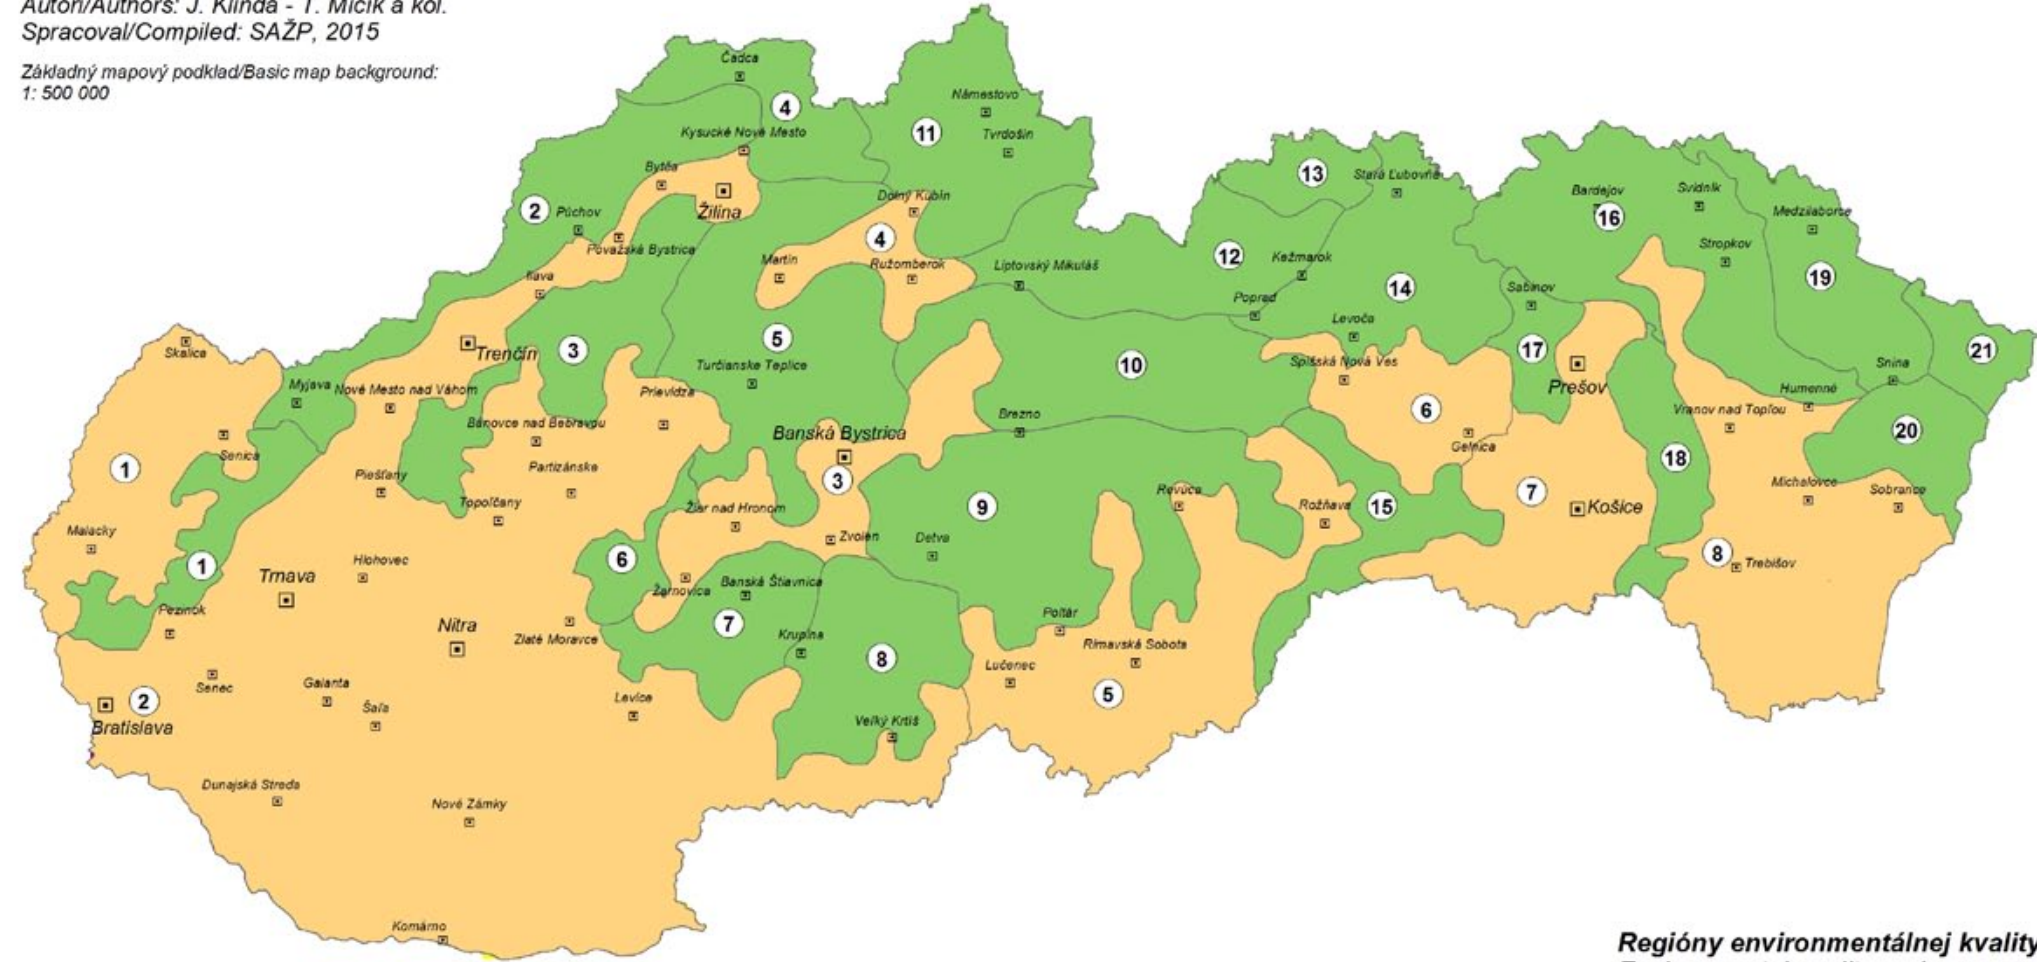 Autori/Authors: J. Klinda - T. Mičík a kol.
Spracoval/Compiled: SAŽP, 2015
Základný mapový podklad/Basic map background:
1: 500 000
Čadca
4
Námestovo
11
Tvrdošín
Kysucké Nové Mesto
Bytča
Žilina
2
Púchov
Považská Bystrica
Ilava
Dolný Kubín
4
Martin
Ružomberok
Liptovský Mikuláš
13
Stará Ľubovňa
12
Kežmarok
Poprad
14
Levoča
Bardejov
16
Svidník
Stropkov
Medzilaborce
19
Sabinov
17
Prešov
21
Snina
Humenné
Vranov nad Topľou
20
Skalica
Trenčín
3
5
Turčianske Teplice
10
Spišská Nová Ves
6
Gelnica
Myjava
Nové Mesto nad Váhom
Prievidza
Bánovce nad Bebravou
Banská Bystrica
3
Brezno
1
Senica
Piešťany
Partizánske
Topoľčany
Žiar nad Hronom
Zvolen
9
Detva
Revúca
Rožňava
15
7
Košice
18
Michalovce
Sobrance
8
Trebišov
Malacky
1
Hlohovec
Trnava
6
Žarnovica
Banská Štiavnica
7
Krupina
8
Poltár
Rimavská Sobota
Lučenec
5
Pezinok
Nitra
Zlaté Moravce
Senec
Galanta
Šaľa
Levice
Veľký Krtíš
2
Bratislava
Dunajská Streda
Nové Zámky
Komárno
Regióny environmentálnej kvality